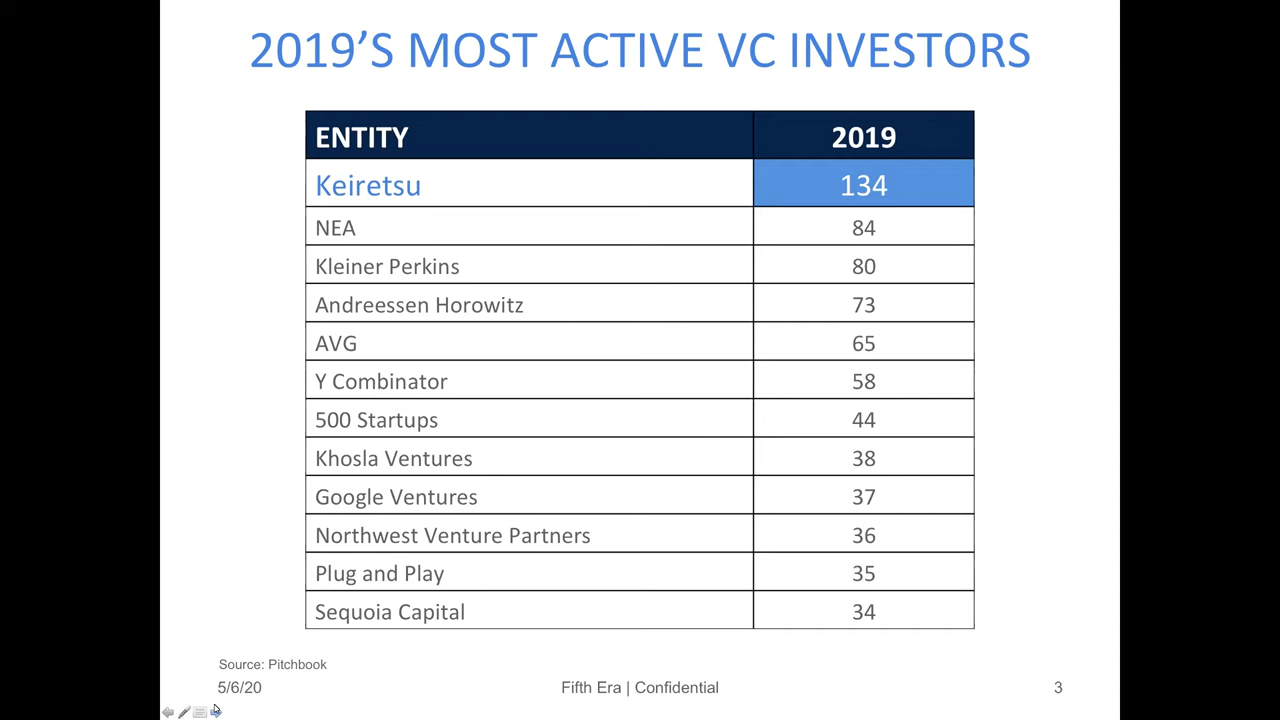 2019’S MOST ACTIVE VC INVESTORS
ENTITY 2019
Keiretsu 134
NEA 84
Kleiner Perkins 80
Andreessen Horowitz 73
AVG 65
Y Combinator 58
500 Startups 44
Khosla Ventures 38
Google Ventures 37
Northwest Venture Partners 36
Plug and Play 35
Sequoia Capital 34
Source: Pitchbook
5/6/20 Fifth Era | Confidential 3